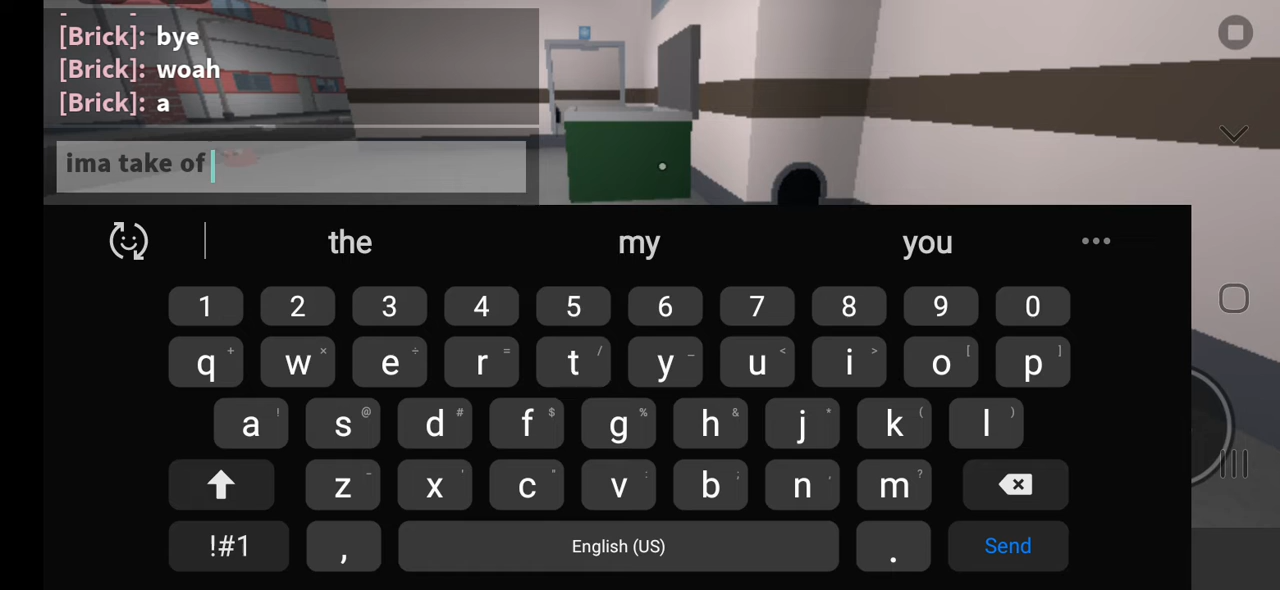 [Brick]: bye
[Brick]: woah
[Brick]: a
ima take of
the my you
1 2 3 4 5 6 7 8 9 0
q + w × e ÷ r = t / y _ u < i > o [ p ]
a ! s @ d # f $ g % h & j * k ( l )
z - x ' c " v : b ; n , m ?
!#1 , English (US) . Send